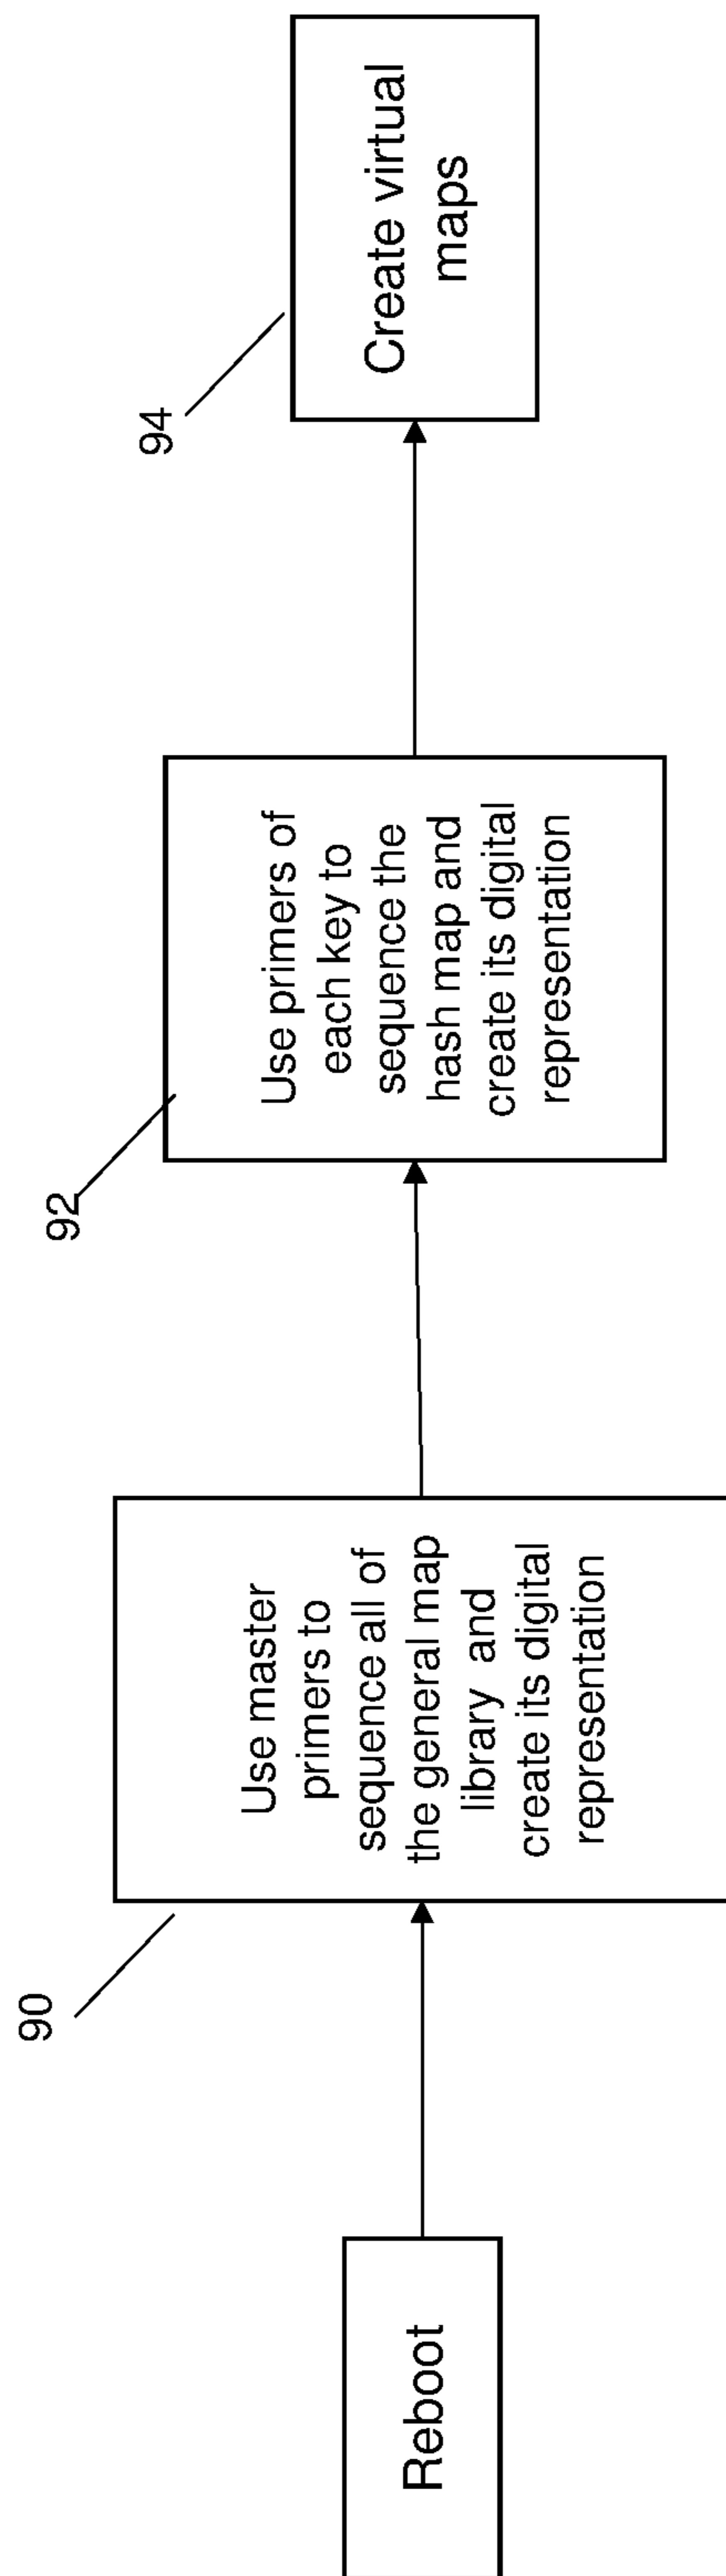 Reboot
90
Use master
primers to
sequence all of
the general map
library and
create its digital
representation
92
Use primers of
each key to
sequence the
hash map and
create its digital
representation
94
Create virtual
maps